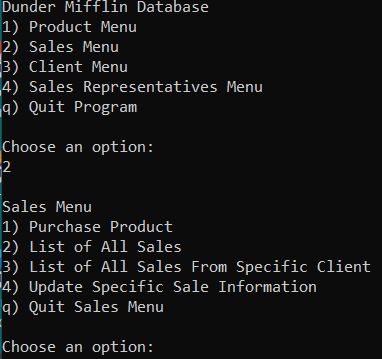 Dunder Mifflin Database
1) Product Menu
2) Sales Menu
3) Client Menu
4) Sales Representatives Menu
q) Quit Program
Choose an option:
2
Sales Menu
1) Purchase Product
2) List of All Sales
3) List of All Sales From Specific Client
4) Update Specific Sale Information
q) Quit Sales Menu
Choose an option: